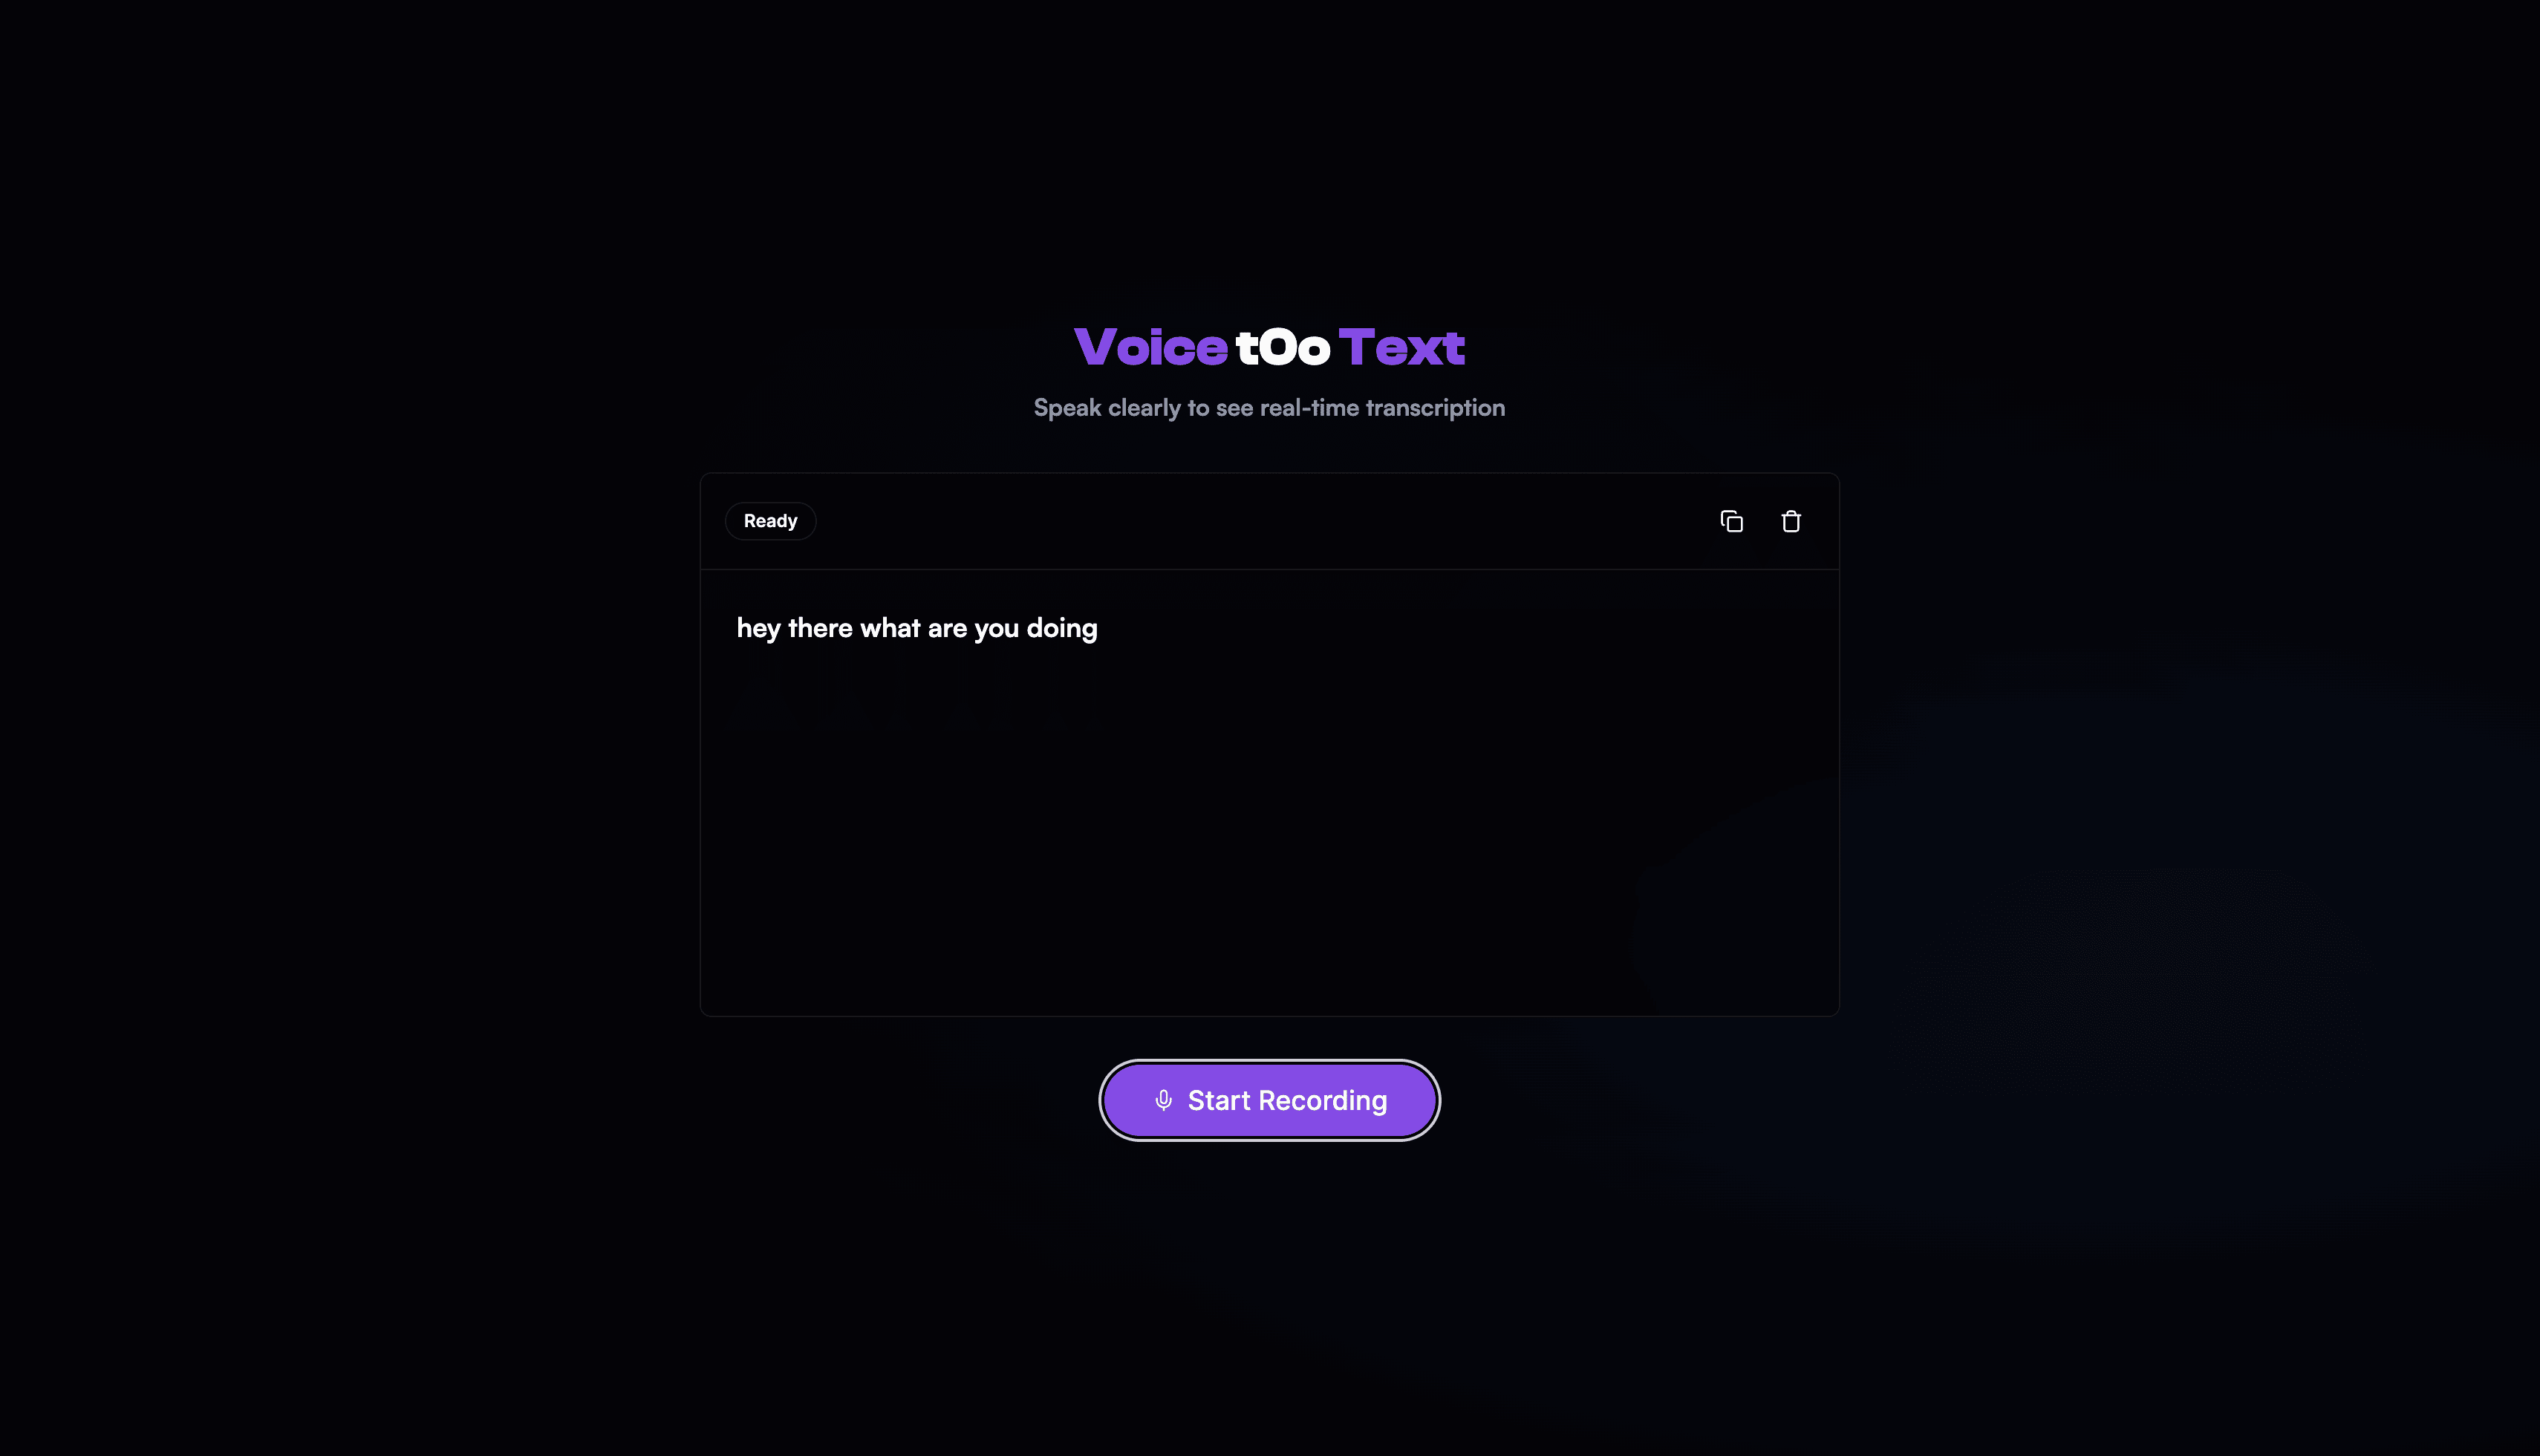 Voice tOo Text
Speak clearly to see real-time transcription
Ready
hey there what are you doing
Start Recording